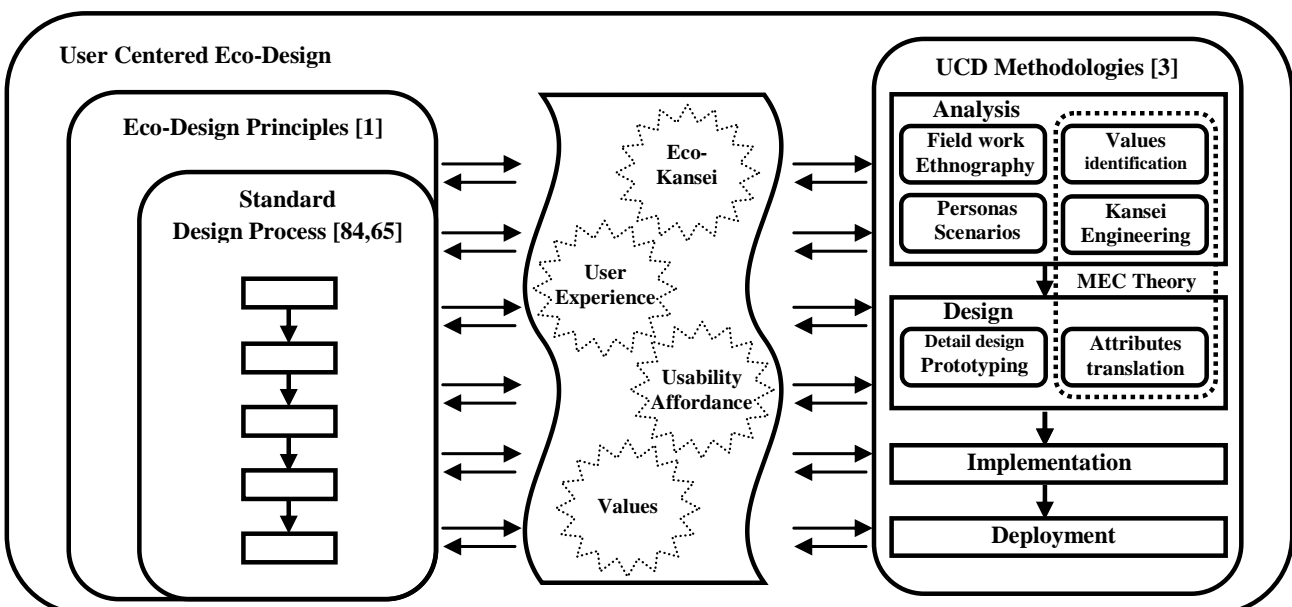 User Centered Eco-Design
Eco-Design Principles [1]
Standard
Design Process [84,65]
Eco-
Kansei
User
Experience
Usability
Affordance
Values
UCD Methodologies [3]
Analysis
Field work
Ethnography
Values
identification
Personas
Scenarios
Kansei
Engineering
MEC Theory
Design
Detail design
Prototyping
Attributes
translation
Implementation
Deployment